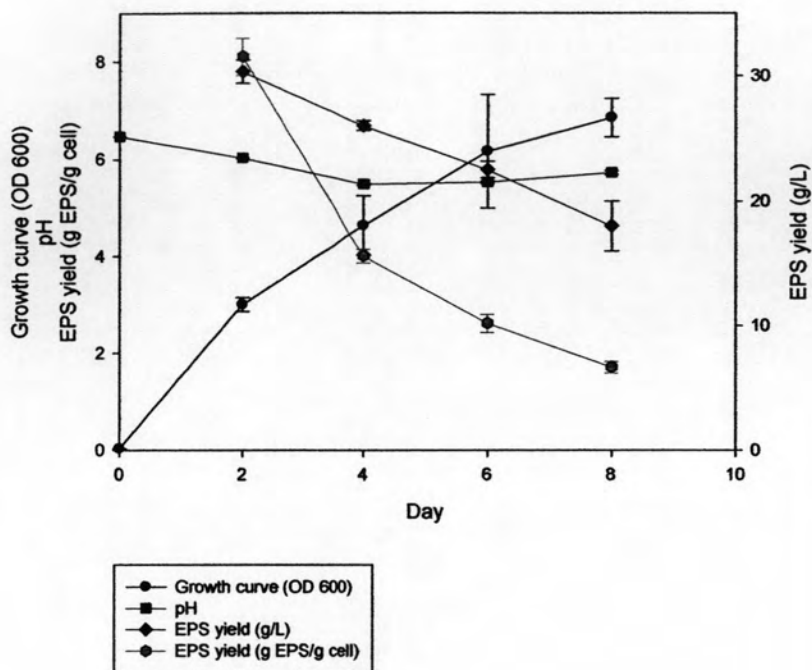 Growth curve (OD 600)
pH
EPS yield (g EPS/g cell)
8
6
4
2
0
EPS yield (g/L)
30
20
10
0
0
2
4
6
8
10
Day
Growth curve (OD 600)
pH
EPS yield (g/L)
EPS yield (g EPS/g cell)